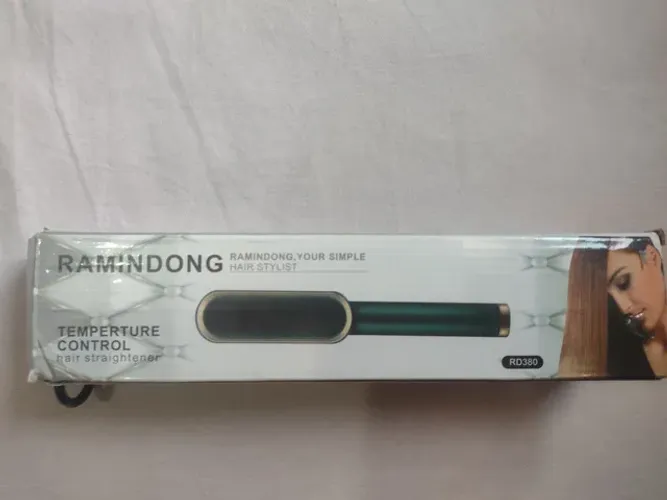 RAMINDONG
RAMINDONG,YOUR SIMPLE
HAIR STYLIST
TEMPERTURE
CONTROL
hair straightener
RD380